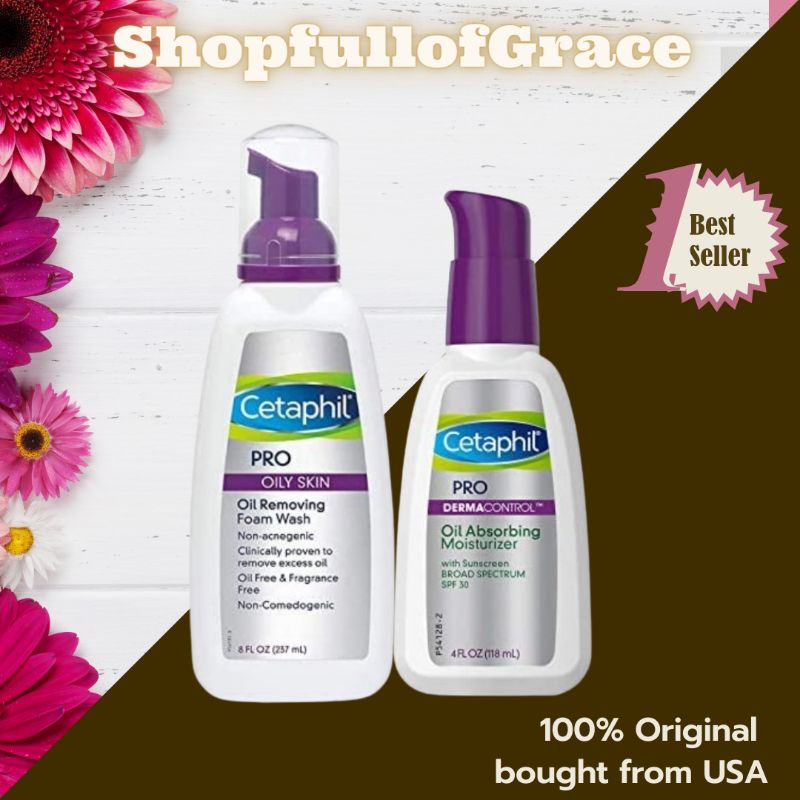 ShopfullofGrace
1
Best
Seller
Cetaphil®
PRO
OILY SKIN
Oil Removing
Foam Wash
Non-acnegenic
Clinically proven to
remove excess oil
Oil Free & Fragrance
Free
Non-Comedogenic
8 FL OZ (237 mL)
Cetaphil®
PRO
DERMACONTROL™
Oil Absorbing
Moisturizer
with Sunscreen
BROAD SPECTRUM
SPF 30
P54128-2
4 FL OZ (118 mL)
100% Original
bought from USA